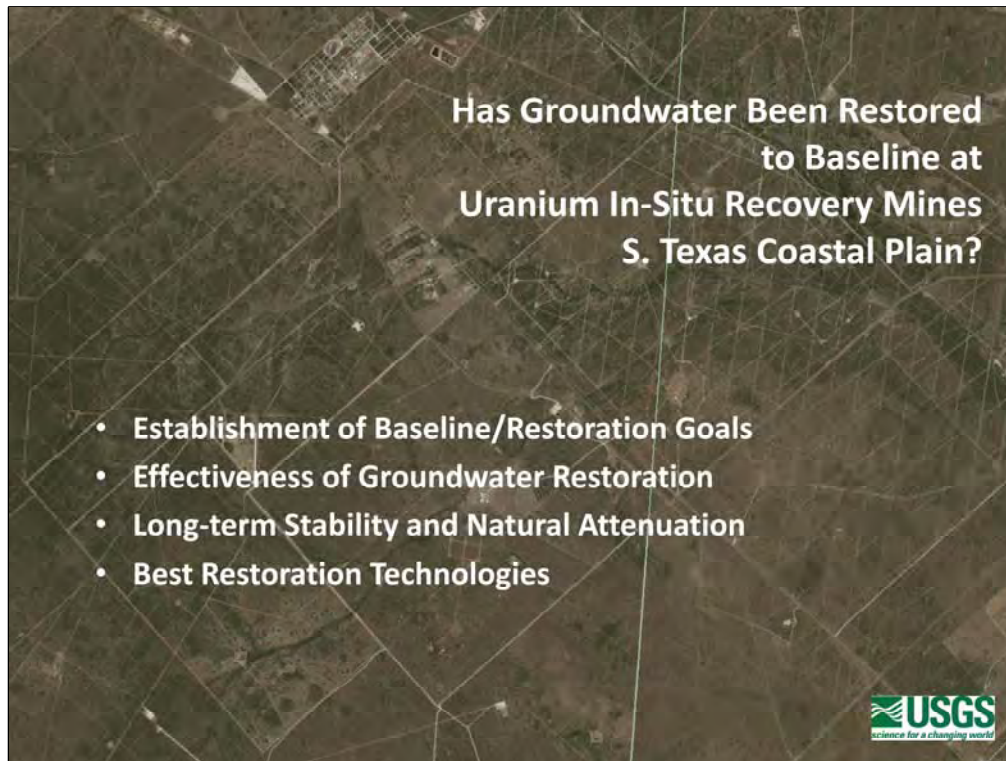 Has Groundwater Been Restored
to Baseline at
Uranium In-Situ Recovery Mines
S. Texas Coastal Plain?
• Establishment of Baseline/Restoration Goals
• Effectiveness of Groundwater Restoration
• Long-term Stability and Natural Attenuation
• Best Restoration Technologies
USGS
science for a changing world